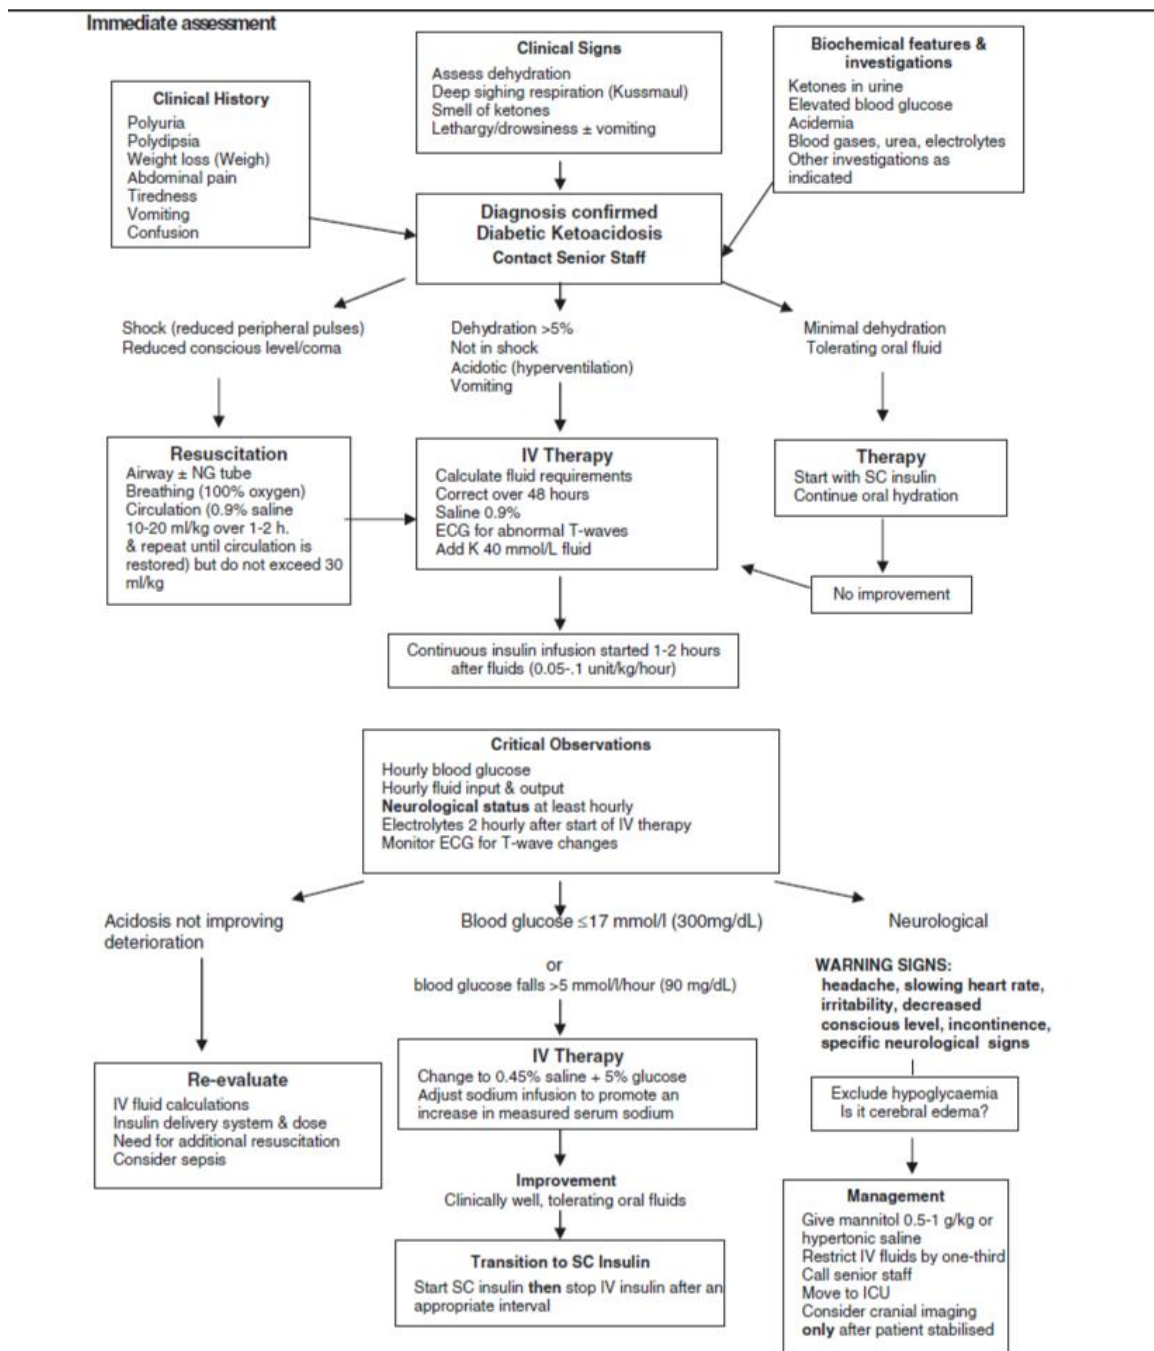 Immediate assessment
Clinical History
Polyuria
Polydipsia
Weight loss (Weigh)
Abdominal pain
Tiredness
Vomiting
Confusion
Clinical Signs
Assess dehydration
Deep sighing respiration (Kussmaul)
Smell of ketones
Lethargy/drowsiness ± vomiting
Biochemical features &
investigations
Ketones in urine
Elevated blood glucose
Acidemia
Blood gases, urea, electrolytes
Other investigations as
indicated
Diagnosis confirmed
Diabetic Ketoacidosis
Contact Senior Staff
Shock (reduced peripheral pulses)
Reduced conscious level/coma
Dehydration >5%
Not in shock
Acidotic (hyperventilation)
Vomiting
Minimal dehydration
Tolerating oral fluid
Resuscitation
Airway ± NG tube
Breathing (100% oxygen)
Circulation (0.9% saline
10-20 ml/kg over 1-2 h.
& repeat until circulation is
restored) but do not exceed 30
ml/kg
IV Therapy
Calculate fluid requirements
Correct over 48 hours
Saline 0.9%
ECG for abnormal T-waves
Add K 40 mmol/L fluid
Therapy
Start with SC insulin
Continue oral hydration
No improvement
Continuous insulin infusion started 1-2 hours
after fluids (0.05-.1 unit/kg/hour)
Critical Observations
Hourly blood glucose
Hourly fluid input & output
Neurological status at least hourly
Electrolytes 2 hourly after start of IV therapy
Monitor ECG for T-wave changes
Acidosis not improving
deterioration
Blood glucose ≤17 mmol/l (300mg/dL)
or
blood glucose falls >5 mmol/l/hour (90 mg/dL)
Neurological
WARNING SIGNS:
headache, slowing heart rate,
irritability, decreased
conscious level, incontinence,
specific neurological signs
Re-evaluate
IV fluid calculations
Insulin delivery system & dose
Need for additional resuscitation
Consider sepsis
IV Therapy
Change to 0.45% saline + 5% glucose
Adjust sodium infusion to promote an
increase in measured serum sodium
Exclude hypoglycaemia
Is it cerebral edema?
Improvement
Clinically well, tolerating oral fluids
Transition to SC Insulin
Start SC insulin then stop IV insulin after an
appropriate interval
Management
Give mannitol 0.5-1 g/kg or
hypertonic saline
Restrict IV fluids by one-third
Call senior staff
Move to ICU
Consider cranial imaging
only after patient stabilised